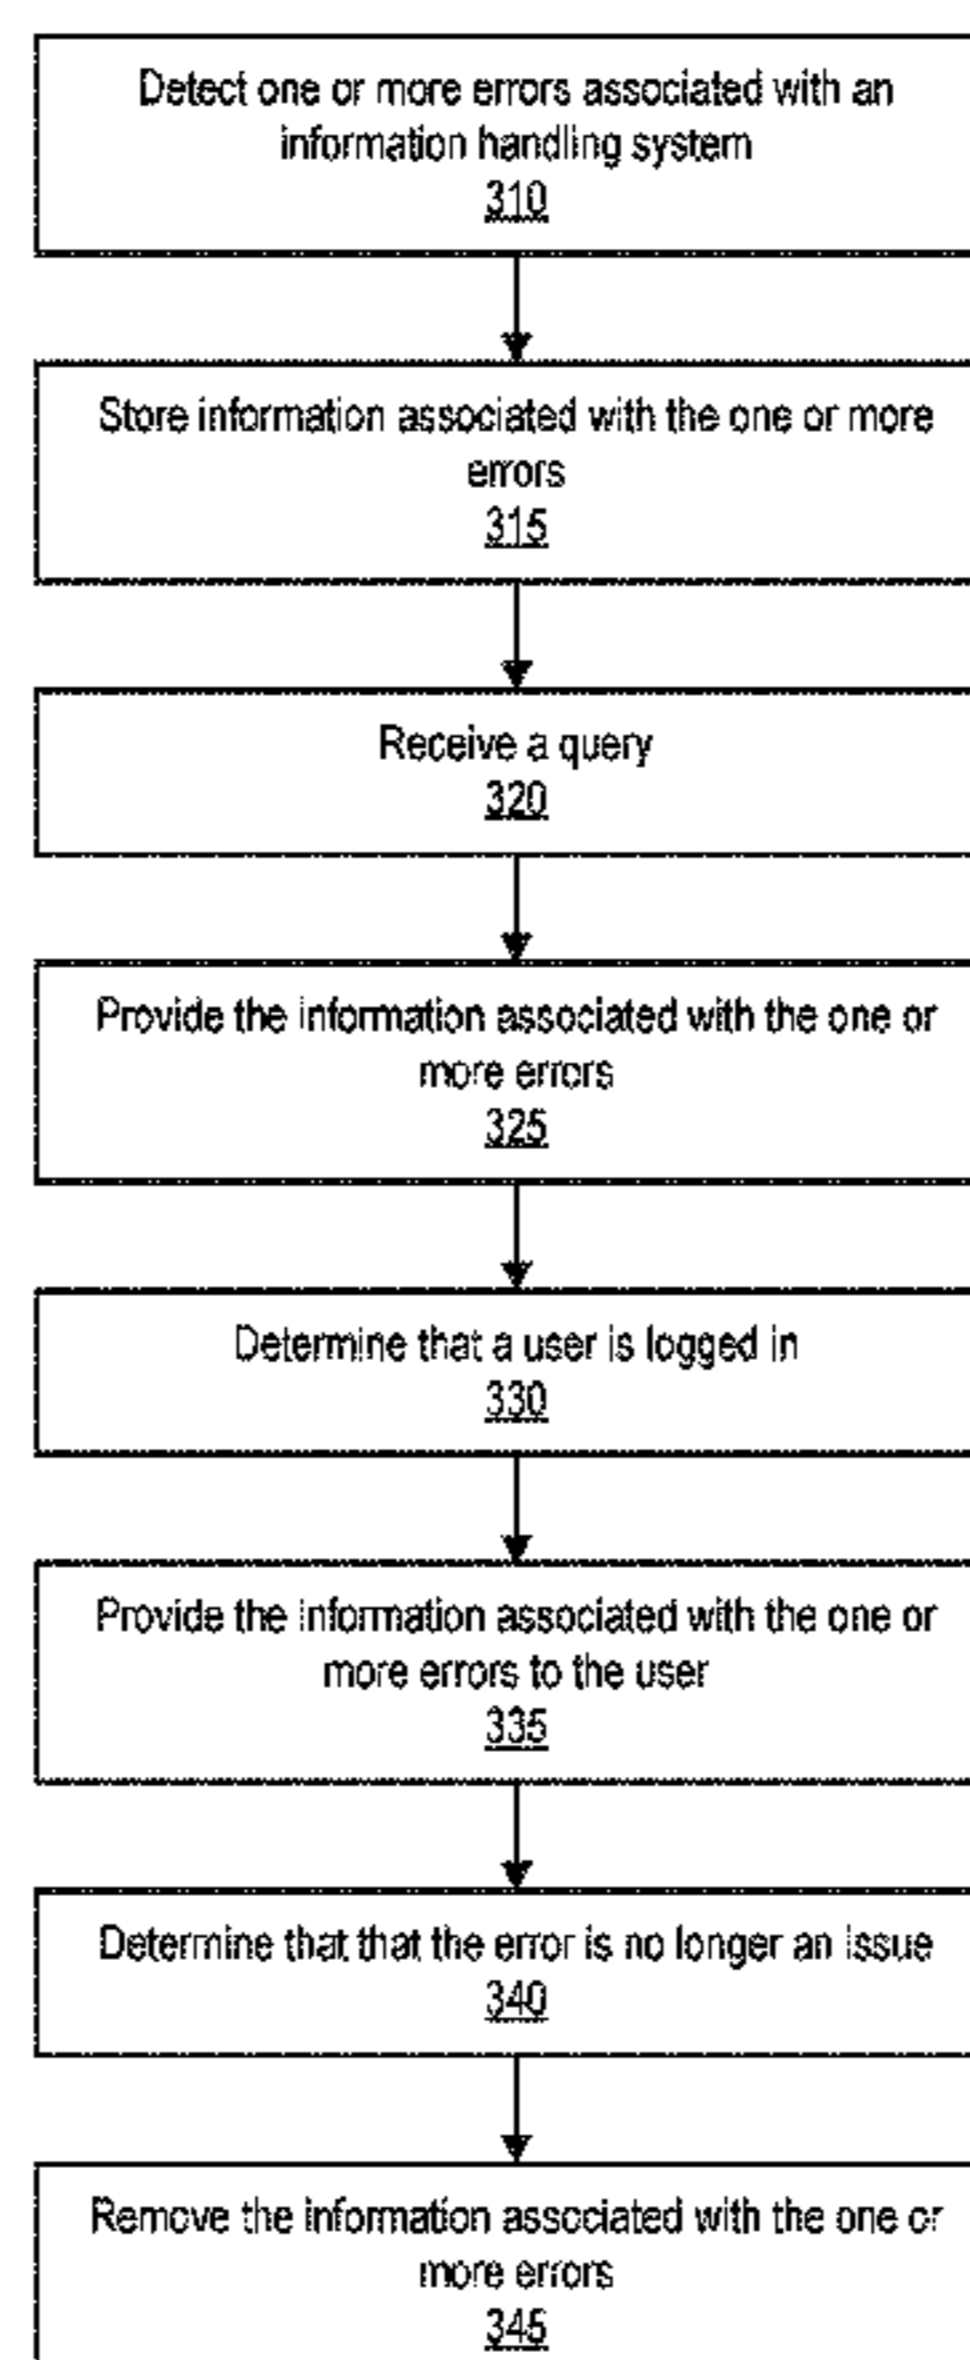 Detect one or more errors associated with an
information handling system
310
Store information associated with the one or more
errors
315
Receive a query
320
Provide the information associated with the one or
more errors
325
Determine that a user is logged in
330
Provide the information associated with the one or
more errors to the user
335
Determine that that the error is no longer an issue
340
Remove the information associated with the one or
more errors
345